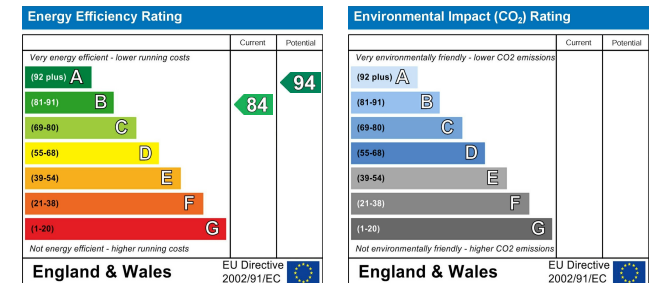 Energy Efficiency Rating
Current Potential
Very energy efficient - lower running costs
(92 plus) A
94
(81-91) B
84
(69-80) C
(55-68) D
(39-54) E
(21-38) F
(1-20) G
Not energy efficient - higher running costs
England & Wales
EU Directive
2002/91/EC
Environmental Impact (CO₂) Rating
Current Potential
Very environmentally friendly - lower CO2 emissions
(92 plus) A
(81-91) B
(69-80) C
(55-68) D
(39-54) E
(21-38) F
(1-20) G
Not environmentally friendly - higher CO2 emissions
England & Wales
EU Directive
2002/91/EC